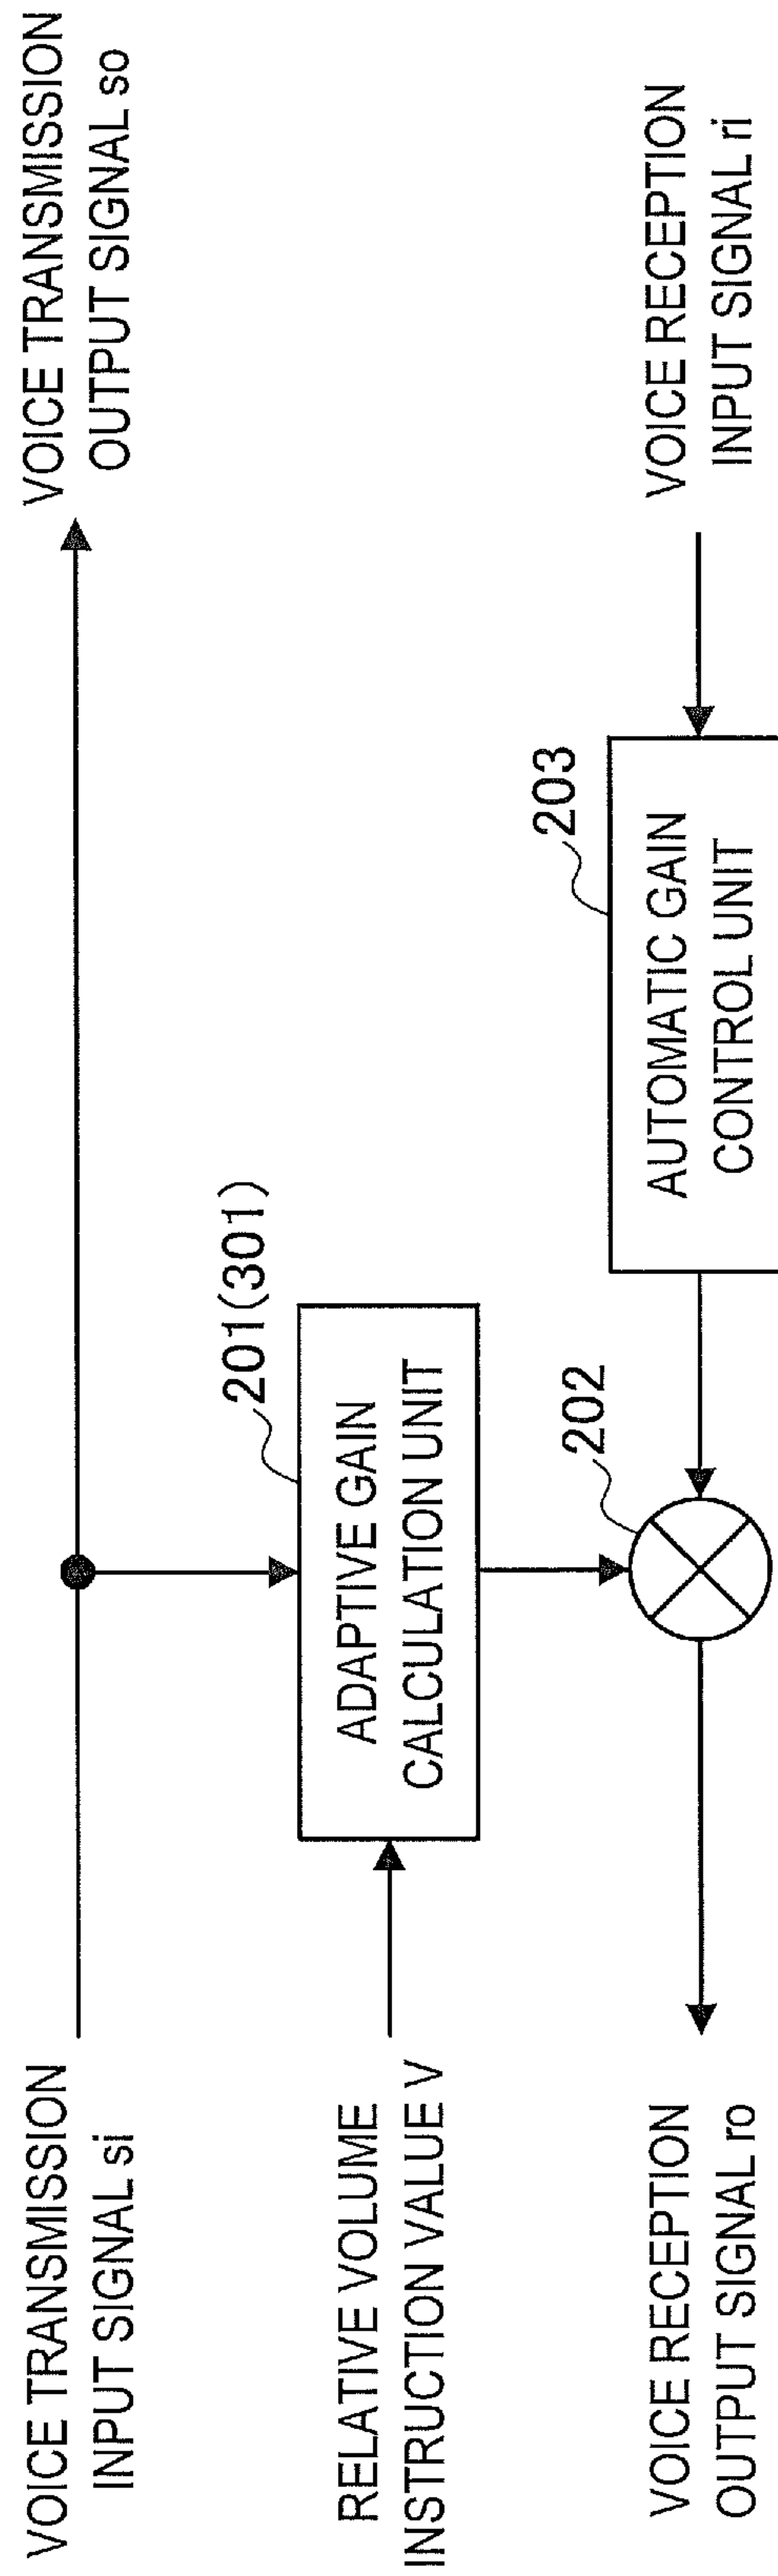 VOICE TRANSMISSION
INPUT SIGNAL si
VOICE TRANSMISSION
OUTPUT SIGNAL so
201(301)
RELATIVE VOLUME
INSTRUCTION VALUE V
ADAPTIVE GAIN
CALCULATION UNIT
202
203
VOICE RECEPTION
OUTPUT SIGNAL ro
AUTOMATIC GAIN
CONTROL UNIT
VOICE RECEPTION
INPUT SIGNAL ri